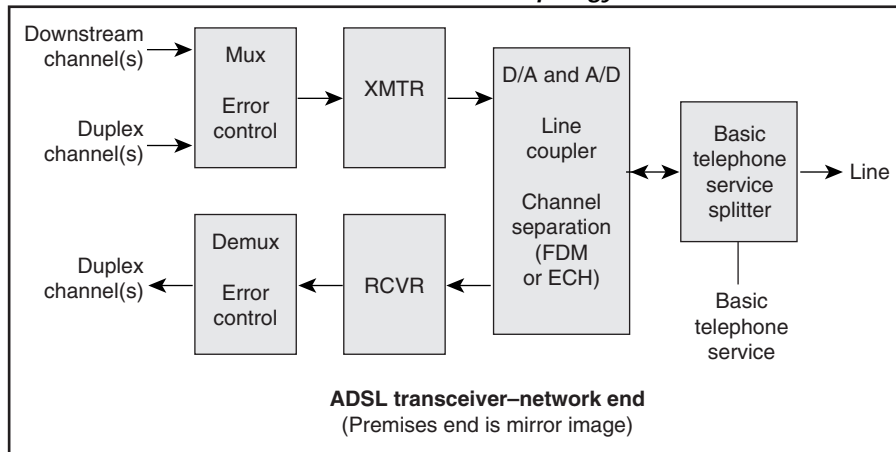 Downstream
channel(s)
Duplex
channel(s)
Mux
Error
control
XMTR
D/A and A/D
Line
coupler
Channel
separation
(FDM
or ECH)
Basic
telephone
service
splitter
Line
Duplex
channel(s)
Demux
Error
control
RCVR
Basic
telephone
service
ADSL transceiver–network end
(Premises end is mirror image)